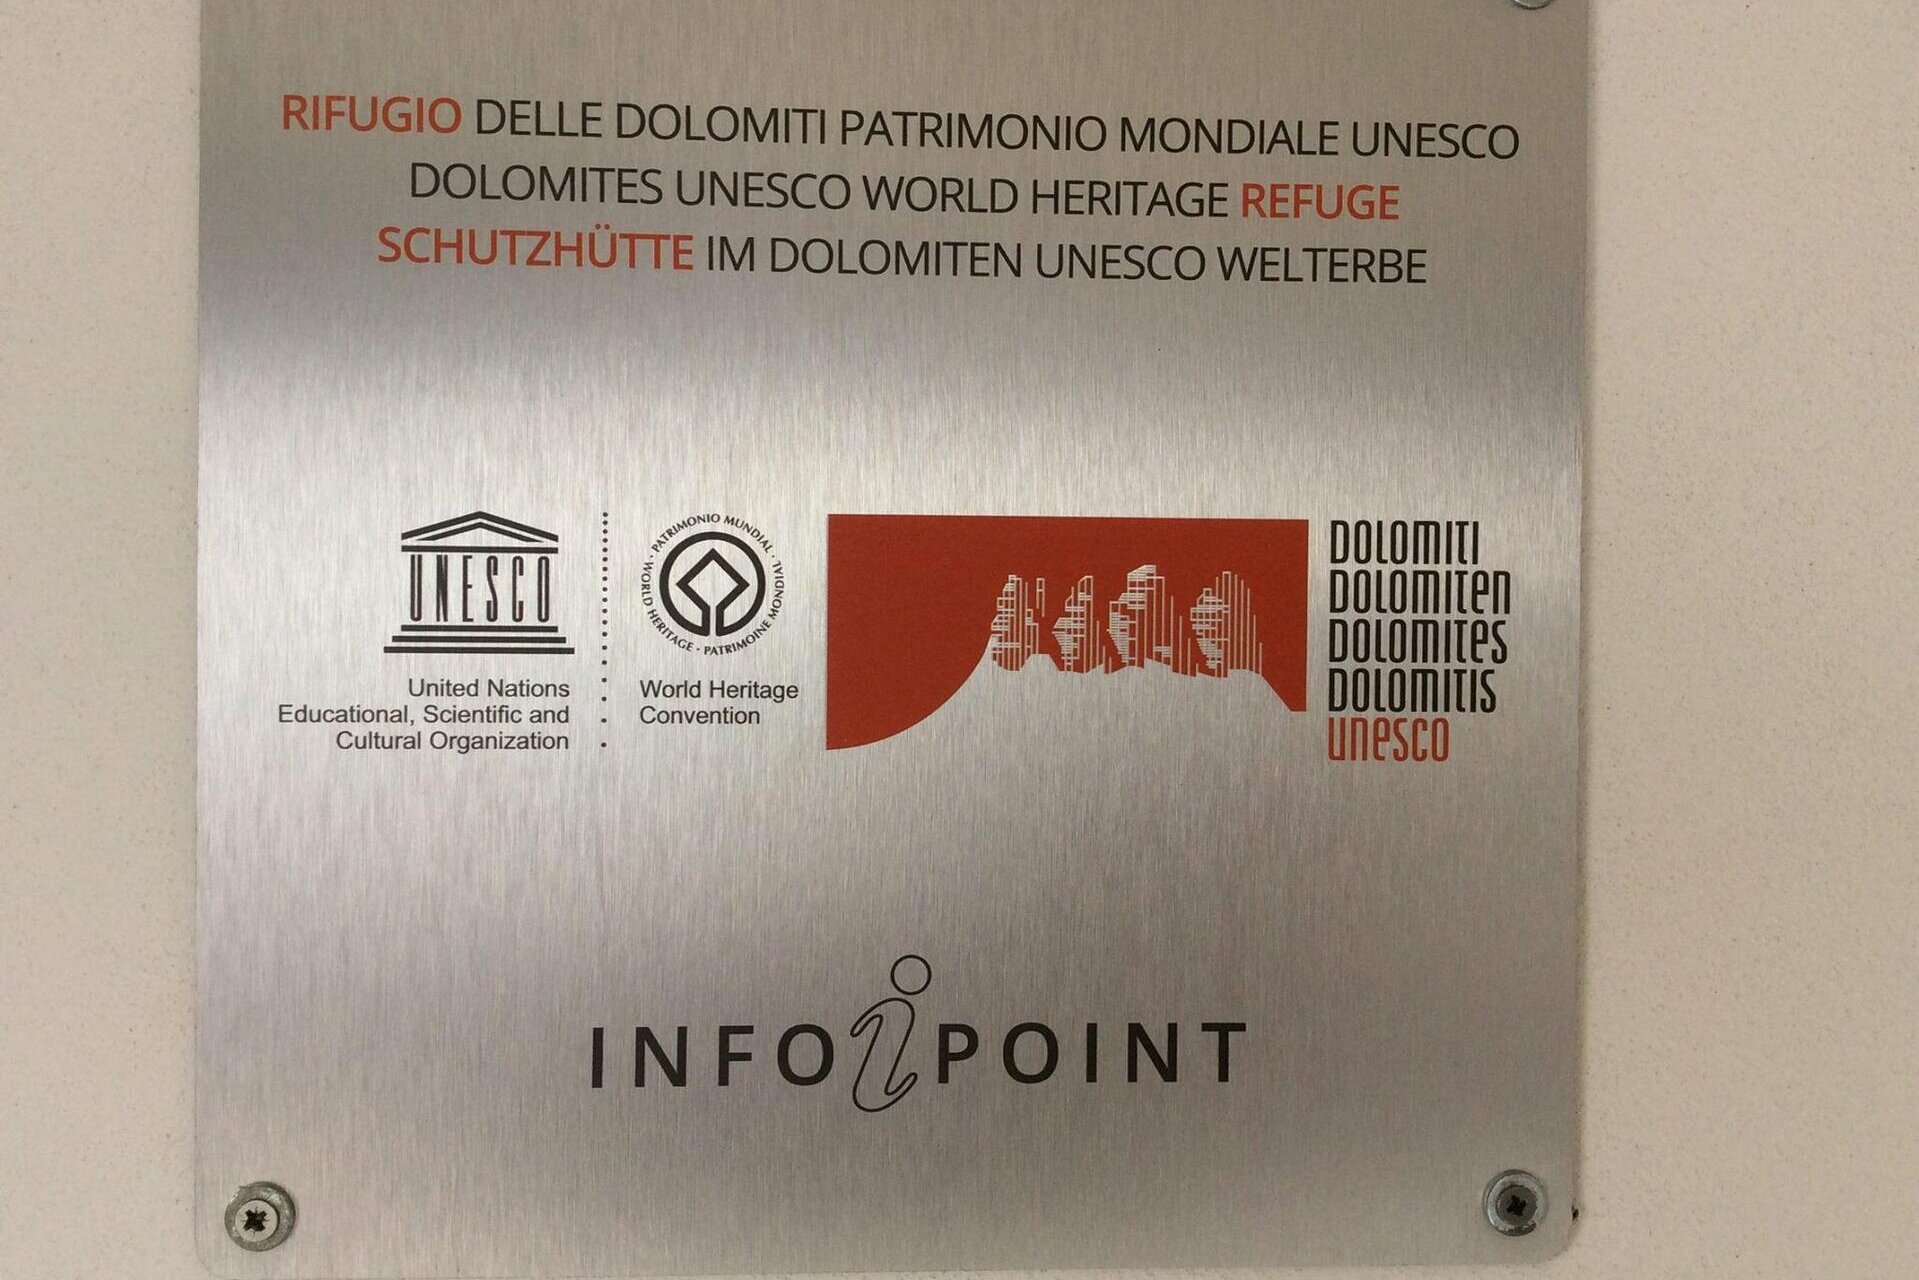 RIFUGIO DELLE DOLOMITI PATRIMONIO MONDIALE UNESCO
DOLOMITES UNESCO WORLD HERITAGE REFUGE
SCHUTZHÜTTE IM DOLOMITEN UNESCO WELTERBE
UNESCO
United Nations
Educational, Scientific and
Cultural Organization
PATRIMONIO MUNDIAL · WORLD HERITAGE · PATRIMOINE MONDIAL ·
World Heritage
Convention
DOLOMITI
DOLOMITEN
DOLOMITES
DOLOMITIS
UNESCO
INFO i POINT